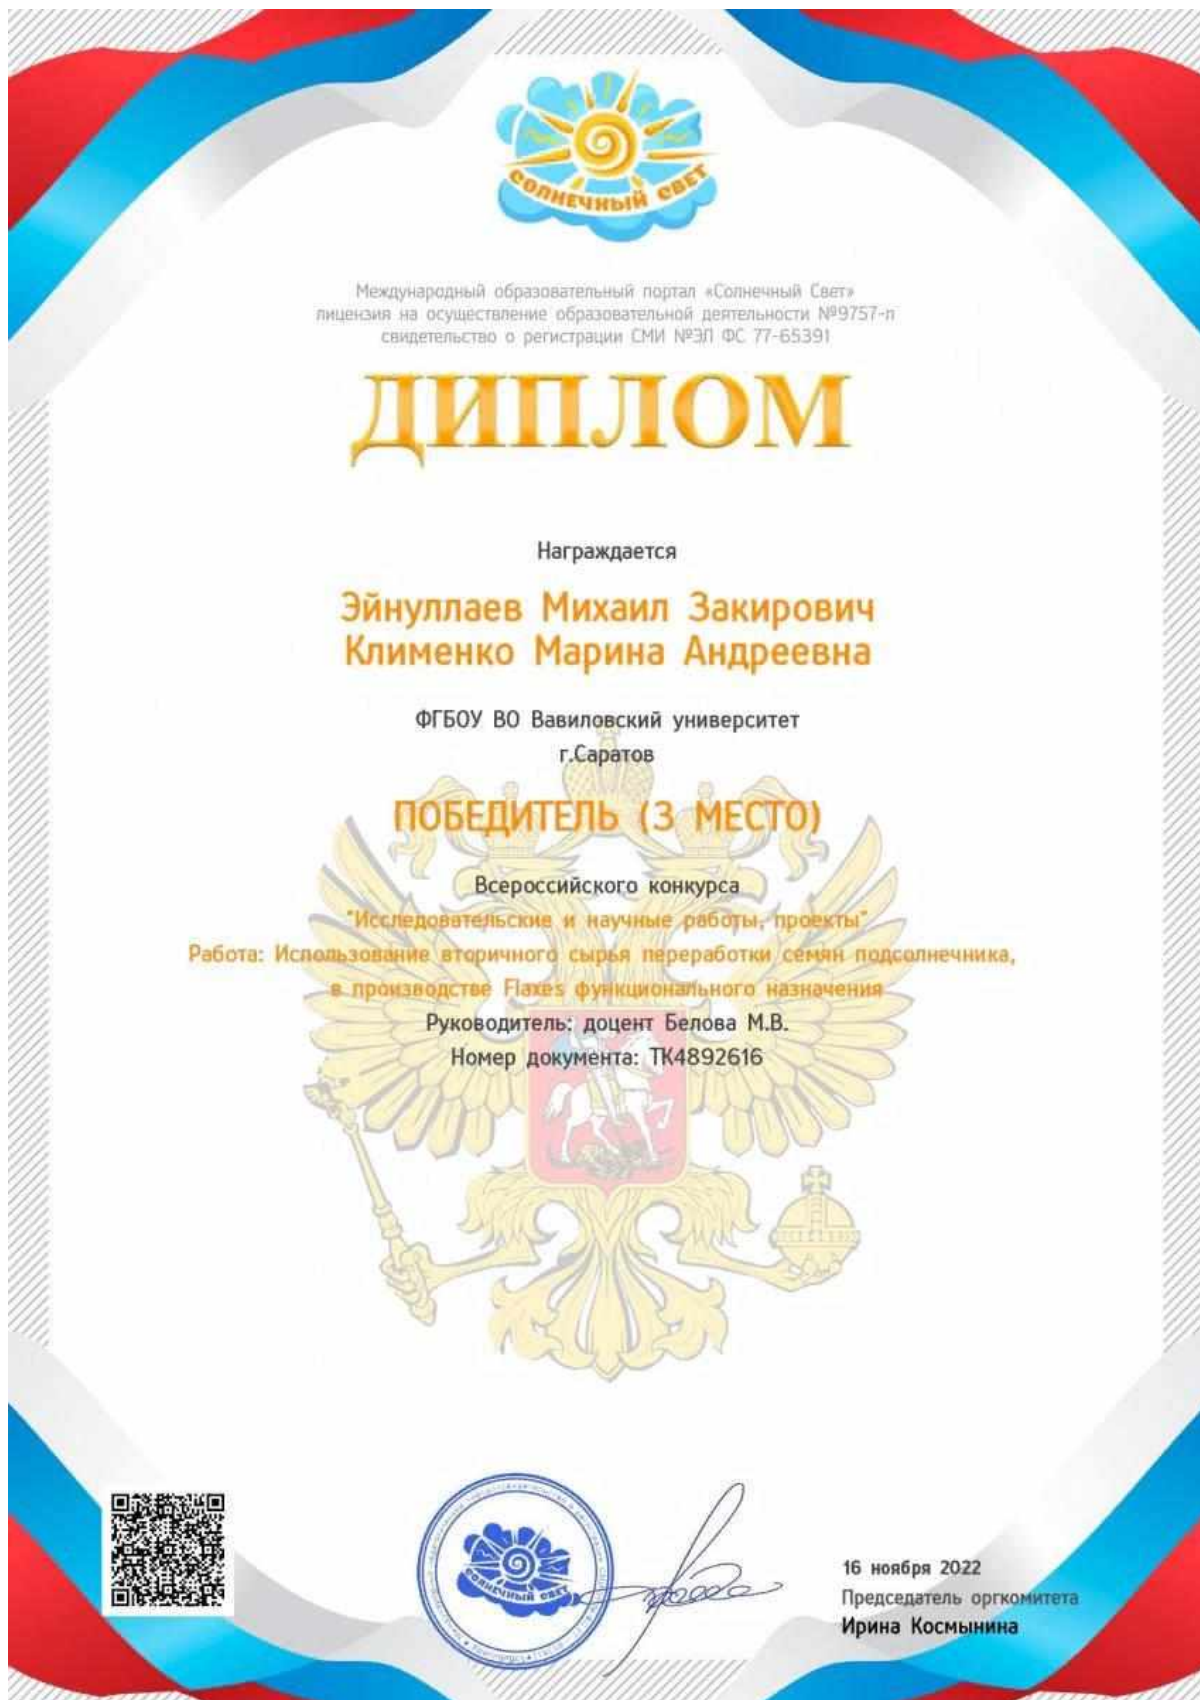 СОЛНЕЧНЫЙ СВЕТ
Международный образовательный портал «Солнечный Свет»
лицензия на осуществление образовательной деятельности №9757-л
свидетельство о регистрации СМИ №ЭЛ ФС 77-65391
ДИПЛОМ
Награждается
Эйнуллаев Михаил Закирович
Клименко Марина Андреевна
ФГБОУ ВО Вавиловский университет
г.Саратов
ПОБЕДИТЕЛЬ (3 МЕСТО)
Всероссийского конкурса
"Исследовательские и научные работы, проекты"
Работа: Использование вторичного сырья переработки семян подсолнечника,
в производстве Flaxes функционального назначения
Руководитель: доцент Белова М.В.
Номер документа: ТК4892616
СОЛНЕЧНЫЙ СВЕТ
16 ноября 2022
Председатель оргкомитета
Ирина Космынина